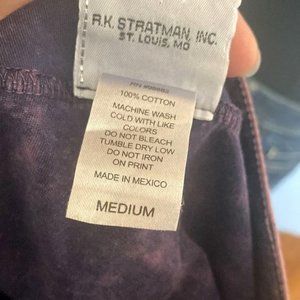 R.K. STRATMAN, INC.
ST. LOUIS, MO
100% COTTON
MACHINE WASH
COLD WITH LIKE
COLORS
DO NOT BLEACH
TUMBLE DRY LOW
DO NOT IRON
ON PRINT
MADE IN MEXICO
MEDIUM